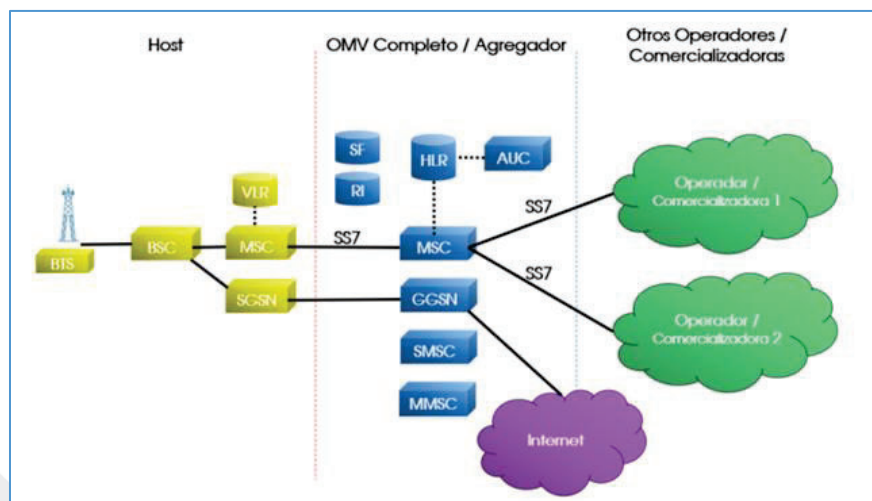 Host
OMV Completo / Agregador
Otros Operadores /
Comercializadoras
SF
RI
HLR
AUC
VLR
BTS
BSC
MSC
SS7
MSC
SS7
SS7
SGSN
GGSN
SMSC
MMSC
Operador /
Comercializadora 1
Operador /
Comercializadora 2
Internet